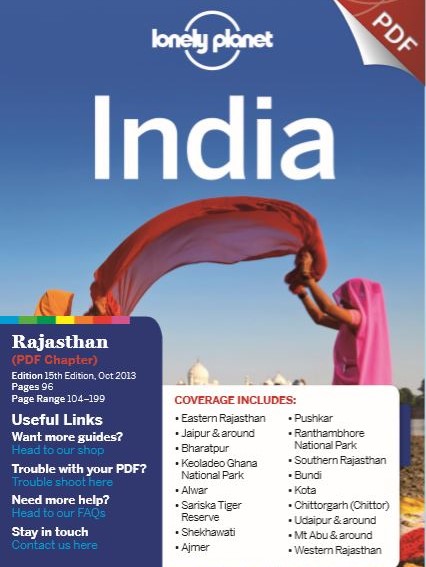 lonely planet
PDF
India
Rajasthan
(PDF Chapter)
Edition 15th Edition, Oct 2013
Pages 96
Page Range 104–199
Useful Links
Want more guides?
Head to our shop
Trouble with your PDF?
Trouble shoot here
Need more help?
Head to our FAQs
Stay in touch
Contact us here
COVERAGE INCLUDES:
• Eastern Rajasthan
• Jaipur & around
• Bharatpur
• Keoladeo Ghana
National Park
• Alwar
• Sariska Tiger
Reserve
• Shekhawati
• Ajmer
• Pushkar
• Ranthambhore
National Park
• Southern Rajasthan
• Bundi
• Kota
• Chittorgarh (Chittor)
• Udaipur & around
• Mt Abu & around
• Western Rajasthan